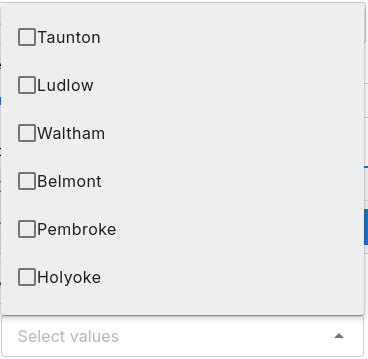 Taunton
Ludlow
Waltham
Belmont
Pembroke
Holyoke
Select values